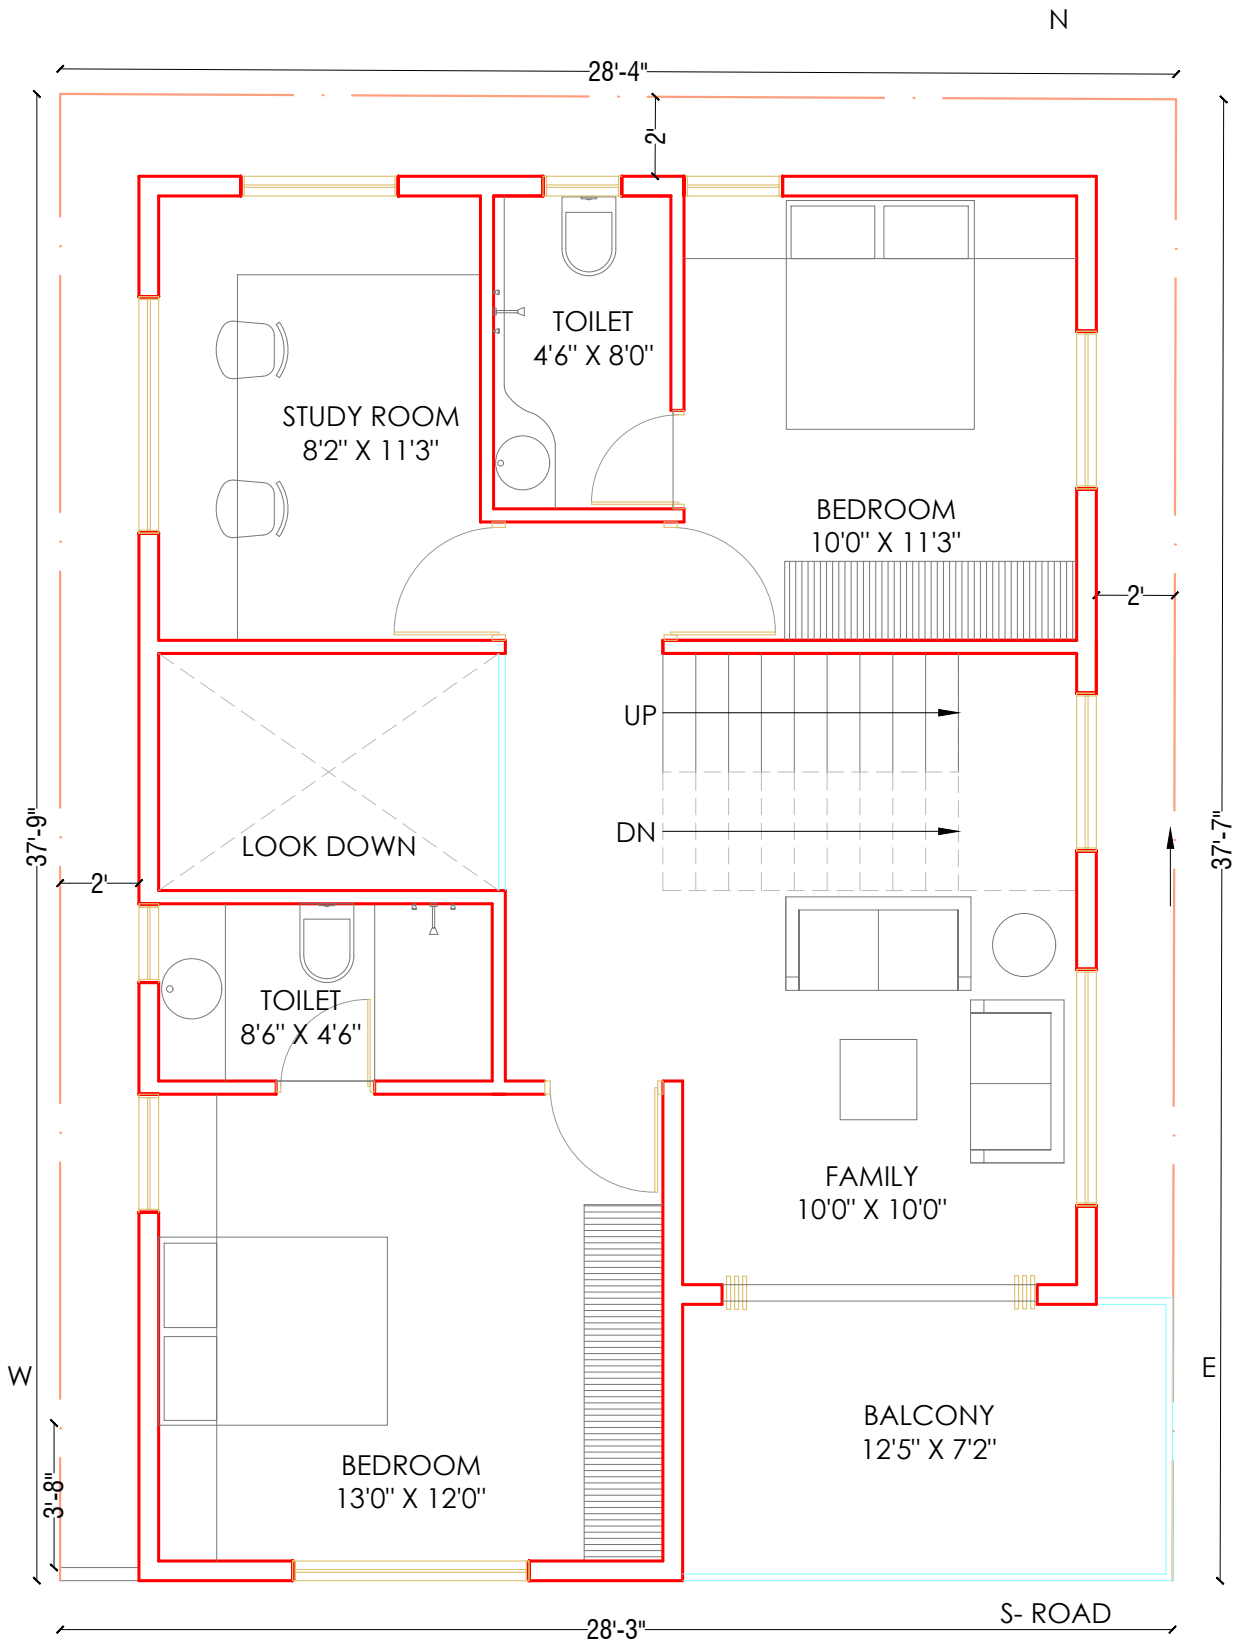 N
28'-4"
2'
TOILET
4'6" X 8'0"
STUDY ROOM
8'2" X 11'3"
BEDROOM
10'0" X 11'3"
2'
UP
DN
LOOK DOWN
37'-9"
37'-7"
2'
TOILET
8'6" X 4'6"
FAMILY
10'0" X 10'0"
W
E
BALCONY
12'5" X 7'2"
BEDROOM
13'0" X 12'0"
3'-8"
S- ROAD
28'-3"